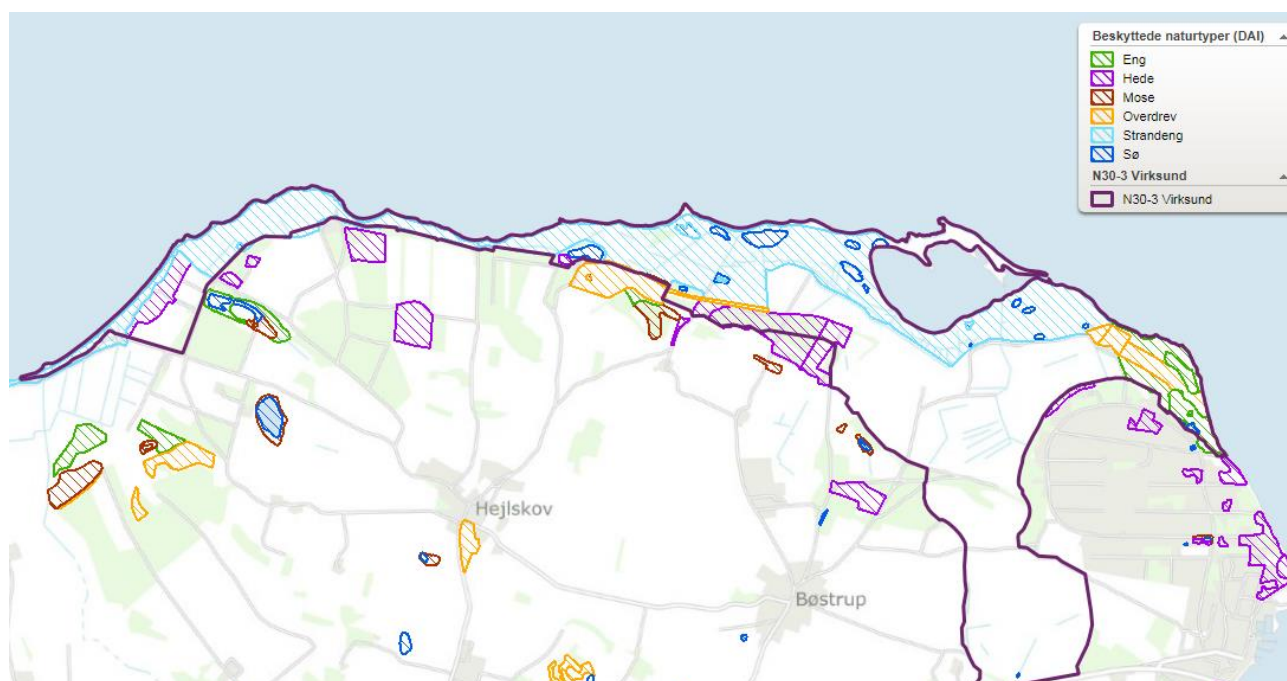 Beskyttede naturtyper (DAI)
Eng
Hede
Mose
Overdrev
Strandeng
Sø
N30-3 Virksund
N30-3 Virksund
Hejlskov
Bøstrup